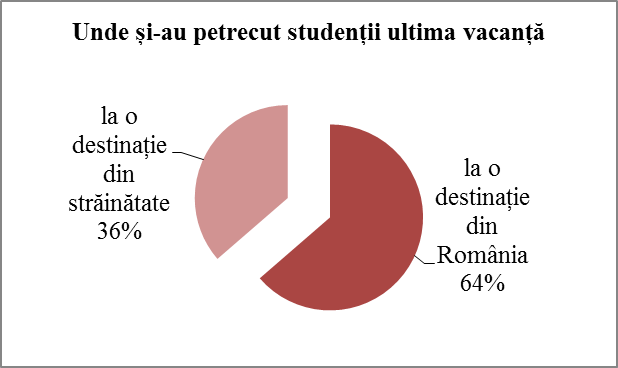 Unde și-au petrecut studenții ultima vacanță
la o
destinație
din
străinătate
36%
la o
destinație
din
România
64%